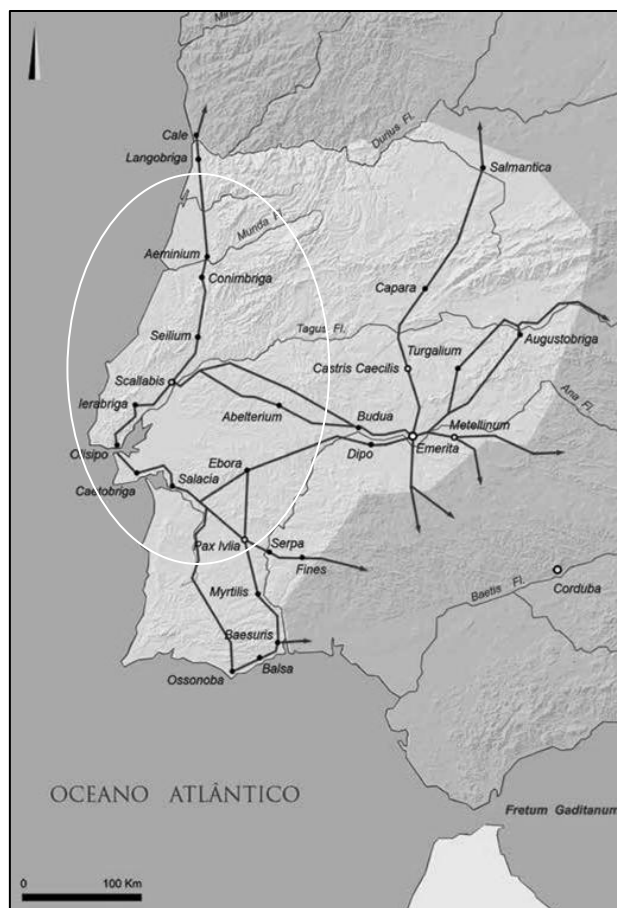 Minius
Cale
Langobriga
Durius Fl.
Salmantica
Munda Fl.
Aeminium
Conimbriga
Capara
Seilium
Tagus Fl.
Augustobriga
Turgalium
Scallabis
Castris Caecilis
Ierabriga
Abelterium
Budua
Ana Fl.
Metellinum
Olisipo
Dipo
Emerita
Ebora
Caetobriga
Salacia
Pax Ivlia
Serpa
Fines
Corduba
Baetis Fl.
Myrtilis
Baesuris
Balsa
Ossonoba
OCEANO ATLÂNTICO
Fretum Gaditanum
0 100 Km